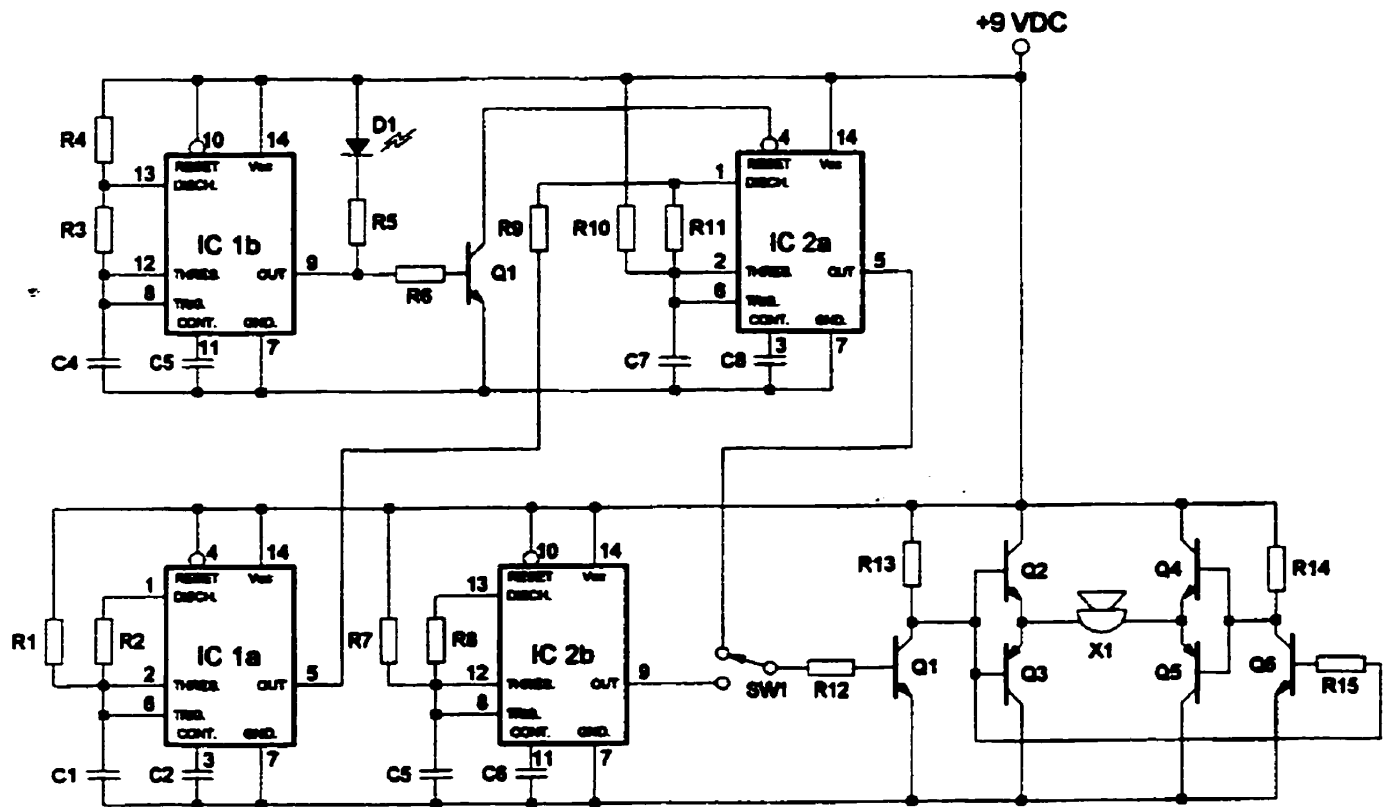 +9 VDC
R4
10
14
D1
4
14
RESET
Vcc
RESET
Vcc
13
DISCH.
1
DISCH.
R3
IC 1b
R5
R9
R10
R11
IC 2a
12
THRES.
OUT
9
Q1
2
THRES.
OUT
5
R6
8
TRIG.
6
TRIG.
CONT.
GND.
CONT.
GND.
C4
C5
11
7
C7
C8
3
7
4
14
10
14
R13
Q2
Q4
R14
RESET
Vcc
RESET
Vcc
1
DISCH.
13
DISCH.
R1
R2
IC 1a
R7
R8
IC 2b
X1
2
THRES.
OUT
5
12
THRES.
OUT
9
SW1
R12
Q1
Q3
Q5
Q6
R15
6
TRIG.
8
TRIG.
CONT.
GND.
CONT.
GND.
C1
C2
3
7
C5
C6
11
7